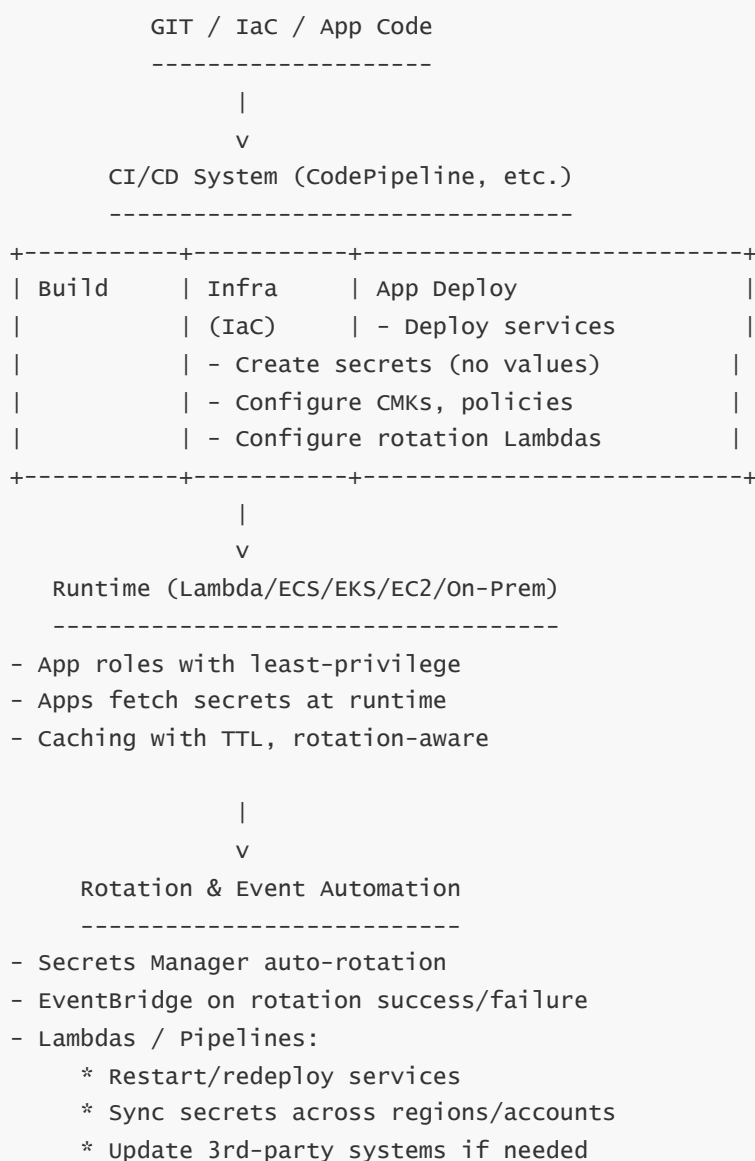 GIT / IaC / App Code
--------------------
|
v
CI/CD System (CodePipeline, etc.)
---------------------------------
+-----------+-----------+---------------------------+
| Build     | Infra     | App Deploy                |
|           | (IaC)     | - Deploy services         |
|           | - Create secrets (no values)         |
|           | - Configure CMKs, policies           |
|           | - Configure rotation Lambdas         |
+-----------+-----------+---------------------------+
|
v
Runtime (Lambda/ECS/EKS/EC2/On-Prem)
------------------------------------
- App roles with least-privilege
- Apps fetch secrets at runtime
- Caching with TTL, rotation-aware
|
v
Rotation & Event Automation
---------------------------
- Secrets Manager auto-rotation
- EventBridge on rotation success/failure
- Lambdas / Pipelines:
* Restart/redeploy services
* Sync secrets across regions/accounts
* Update 3rd-party systems if needed